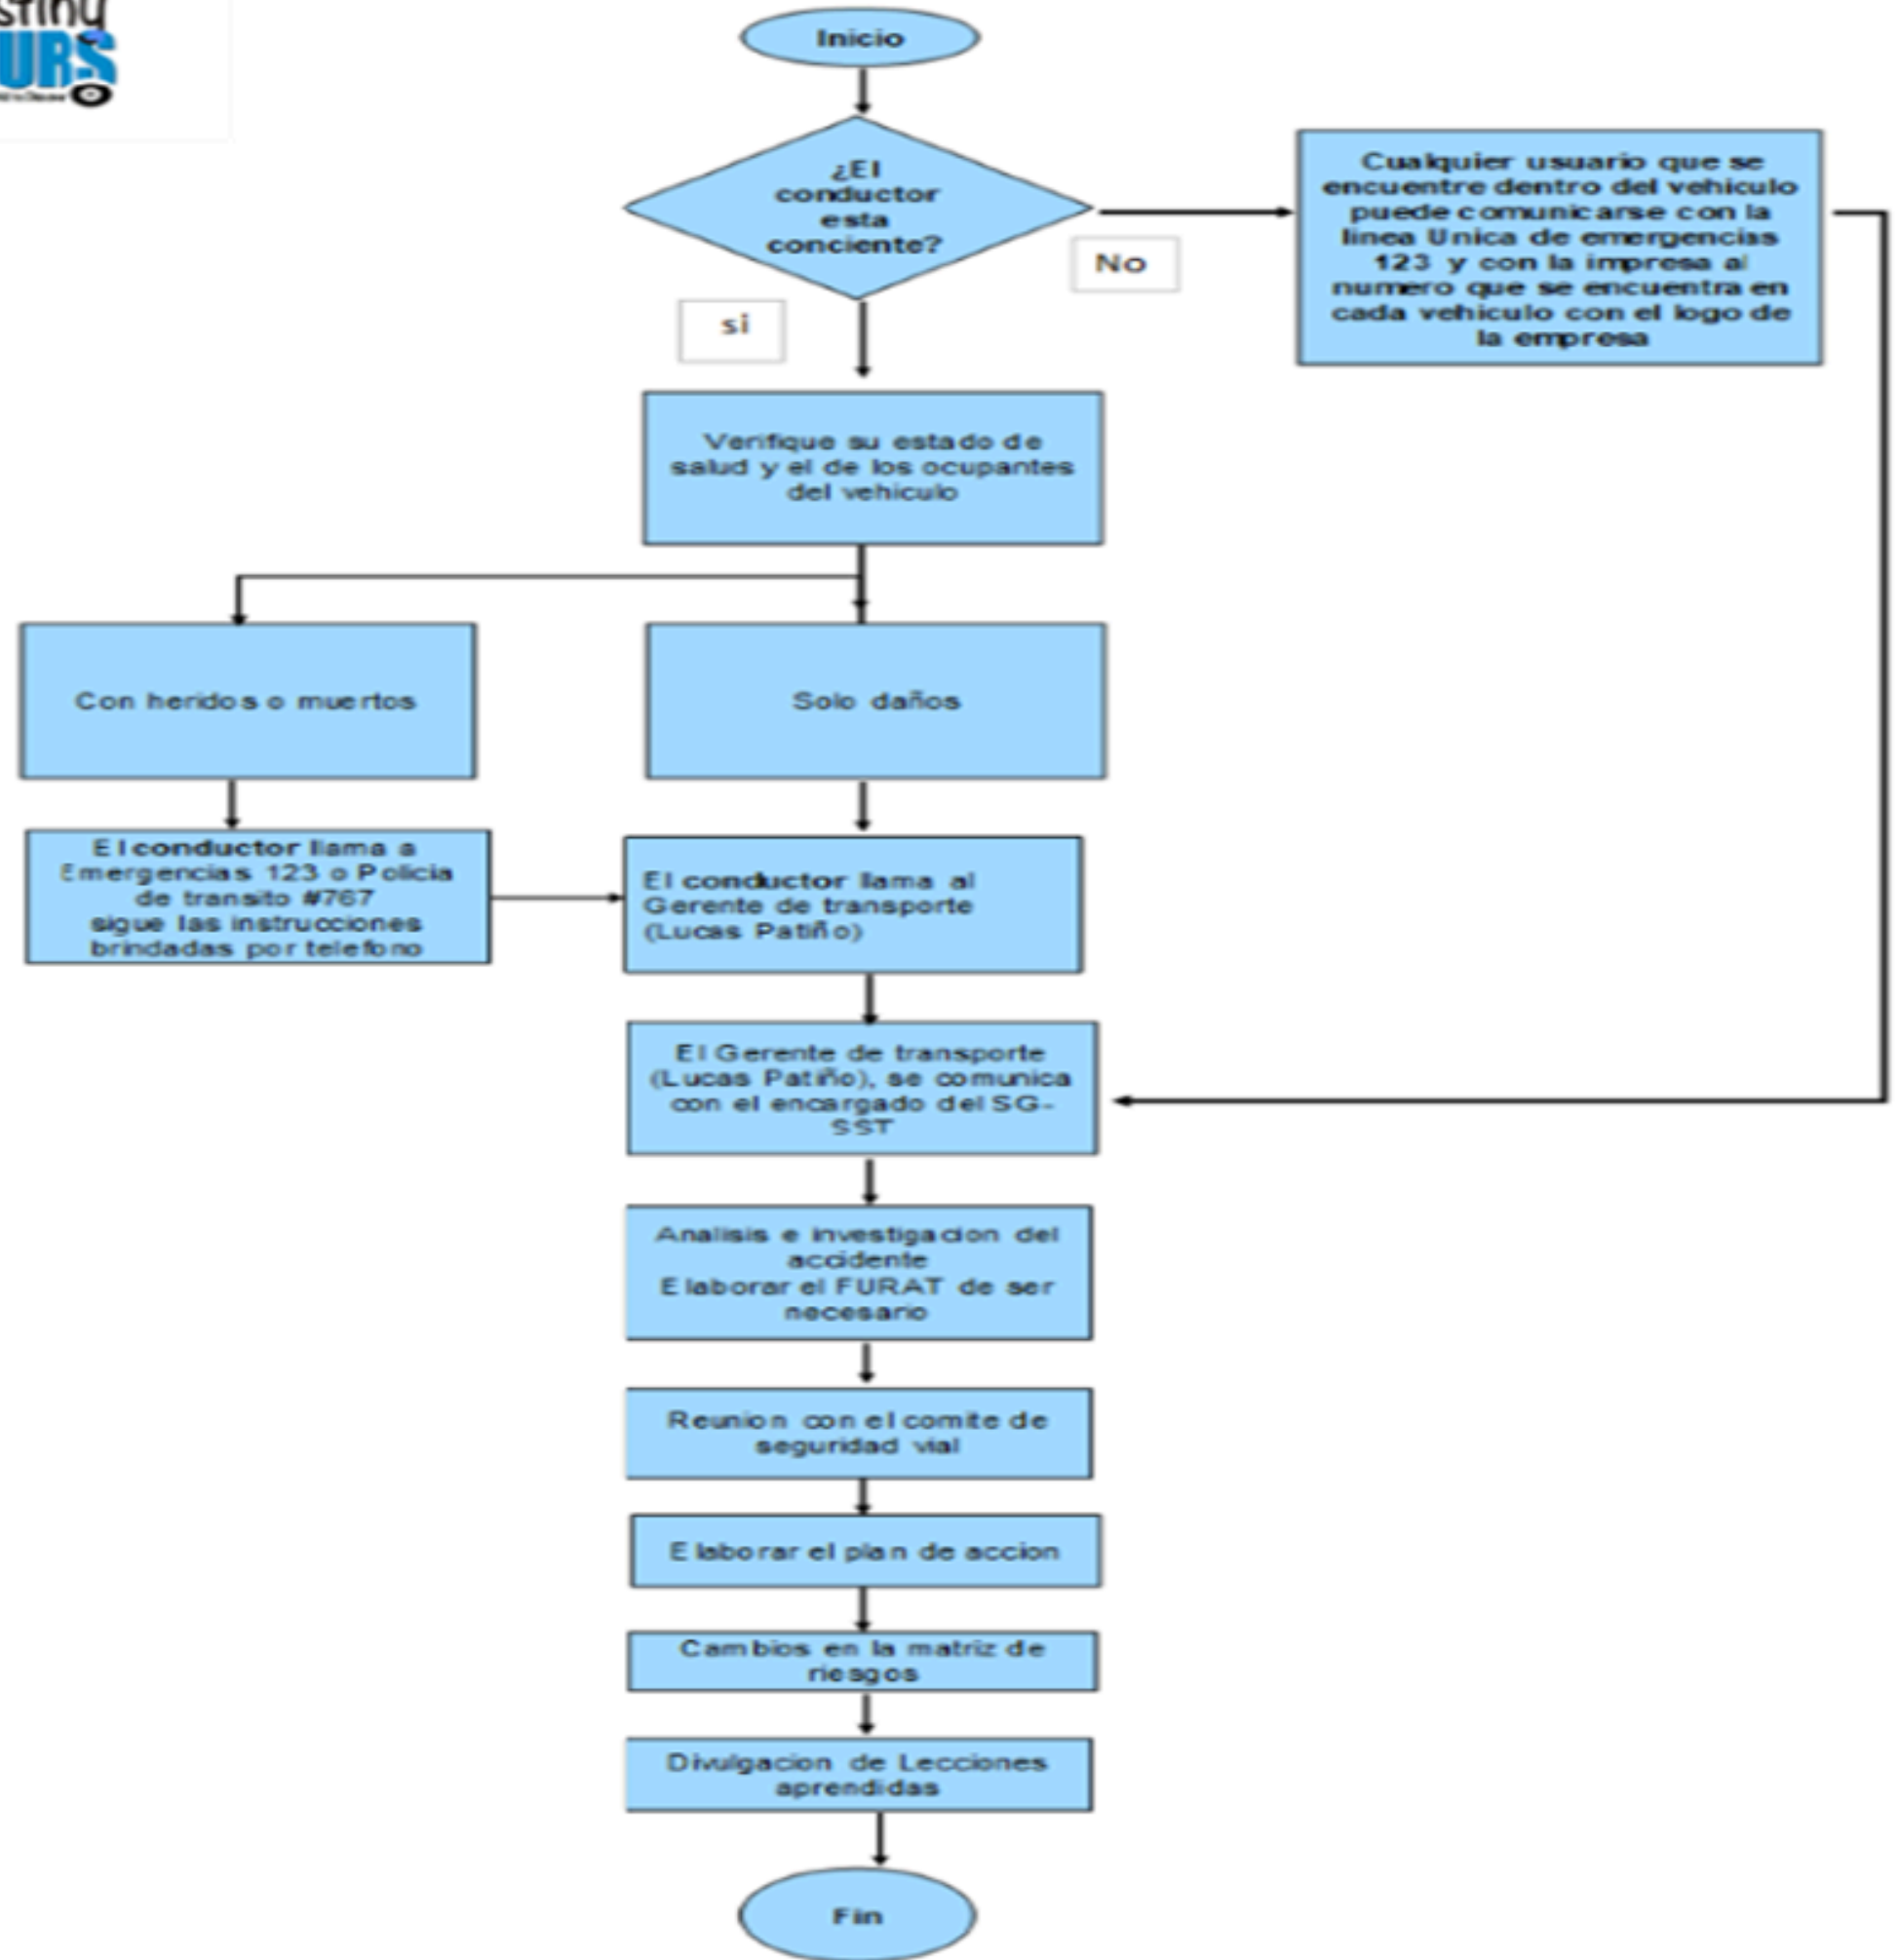 stiny
URS
Inicio
¿El
conductor
esta
conciente?
No
Cualquier usuario que se
encuentre dentro del vehiculo
puede comunicarse con la
linea Unica de emergencias
123 y con la impresa al
numero que se encuentra en
cada vehiculo con el logo de
la empresa
si
Verifique su estado de
salud y el de los ocupantes
del vehiculo
Con heridos o muertos
Solo daños
El conductor llama a
Emergencias 123 o Policia
de transito #767
sigue las instrucciones
brindadas por telefono
El conductor llama al
Gerente de transporte
(Lucas Patiño)
El Gerente de transporte
(Lucas Patiño), se comunica
con el encargado del SG-
SST
Analisis e investigacion del
accidente
Elaborar el FURAT de ser
necesario
Reunion con el comite de
seguridad vial
Elaborar el plan de accion
Cambios en la matriz de
riesgos
Divulgacion de Lecciones
aprendidas
Fin